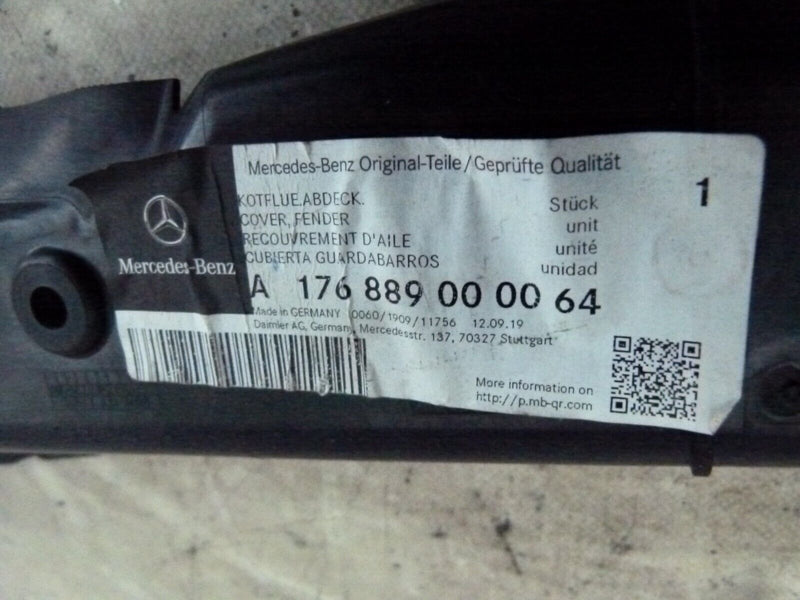 Mercedes-Benz Original-Teile/Geprüfte Qualität
KOTFLUE.ABDECK.
COVER, FENDER
RECOUVREMENT D'AILE
CUBIERTA GUARDABARROS
Stück
unit
unité
unidad
1
Mercedes-Benz
A 176 889 00 00 64
Made in GERMANY 0060/1909/11756 12.09.19
Daimler AG, Germany, Mercedesstr. 137, 70327 Stuttgart
More information on
http://p.mb-qr.com